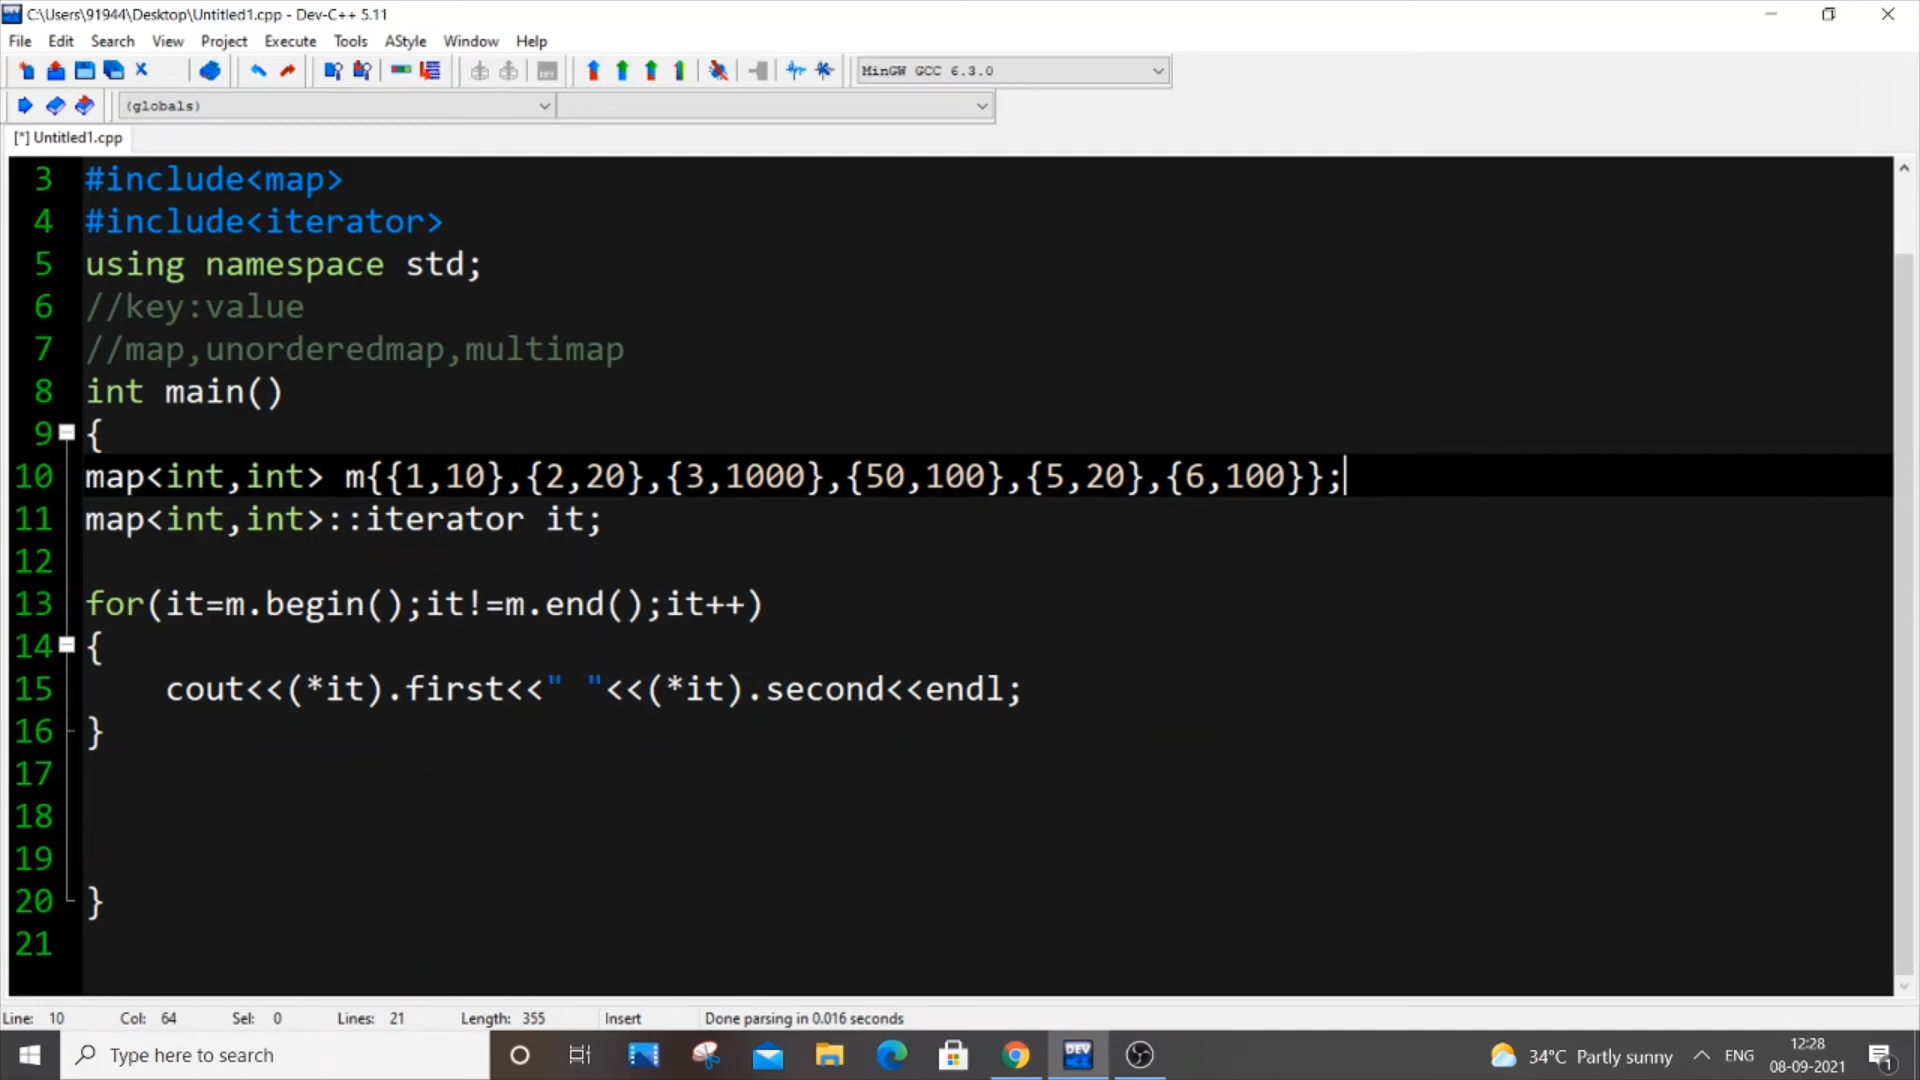 C:\Users\91944\Desktop\Untitled1.cpp - Dev-C++ 5.11
File Edit Search View Project Execute Tools AStyle Window Help
MinGW GCC 6.3.0
(globals)
[*] Untitled1.cpp
3 #include<map>
4 #include<iterator>
5 using namespace std;
6 //key:value
7 //map,unorderedmap,multimap
8 int main()
9 {
10 map<int,int> m{{1,10},{2,20},{3,1000},{50,100},{5,20},{6,100}};
11 map<int,int>::iterator it;
12
13 for(it=m.begin();it!=m.end();it++)
14 {
15 cout<<(*it).first<<" "<<(*it).second<<endl;
16 }
17
18
19
20 }
21
Line: 10 Col: 64 Sel: 0 Lines: 21 Length: 355 Insert Done parsing in 0.016 seconds
Type here to search
DEV
34°C Partly sunny
ENG
12:28
08-09-2021
1